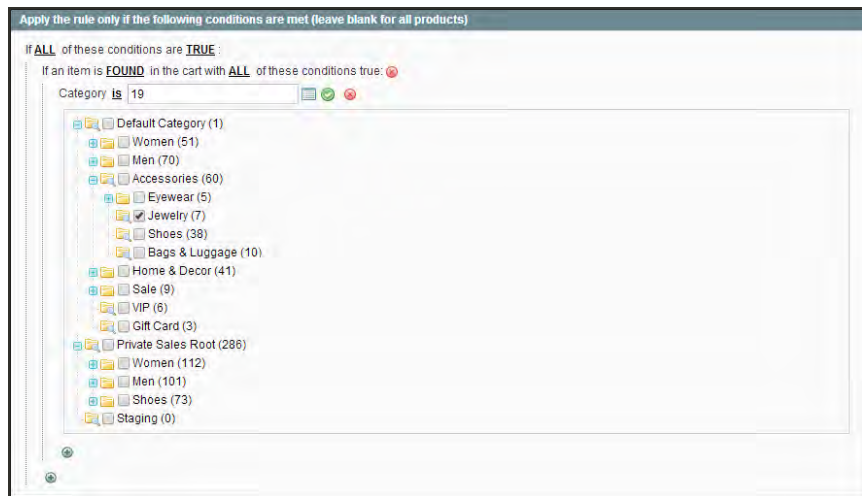 Apply the rule only if the following conditions are met (leave blank for all products)
If ALL of these conditions are TRUE :
If an item is FOUND in the cart with ALL of these conditions true:
Category is 19
Default Category (1)
Women (51)
Men (70)
Accessories (60)
Eyewear (5)
Jewelry (7)
Shoes (38)
Bags & Luggage (10)
Home & Decor (41)
Sale (9)
VIP (6)
Gift Card (3)
Private Sales Root (286)
Women (112)
Men (101)
Shoes (73)
Staging (0)